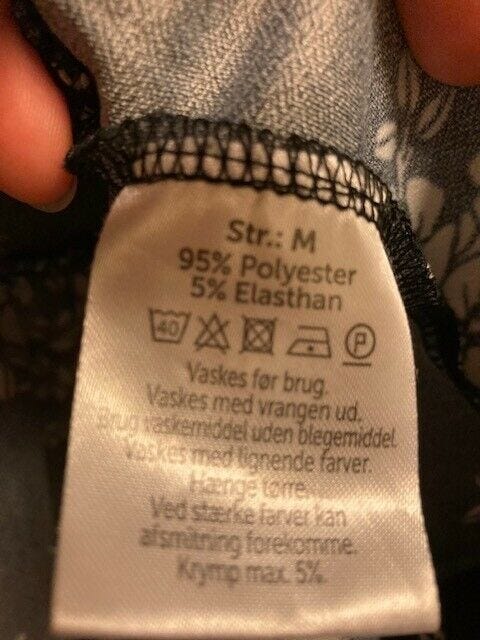 Str.: M
95% Polyester
5% Elasthan
40 P
Vaskes før brug.
Vaskes med vrangen ud.
Brug vaskemiddel uden blegemiddel.
Vaskes med lignende farver.
Hænge tørre.
Ved stærke farver kan
afsmitning forekomme.
Krymp max. 5%.